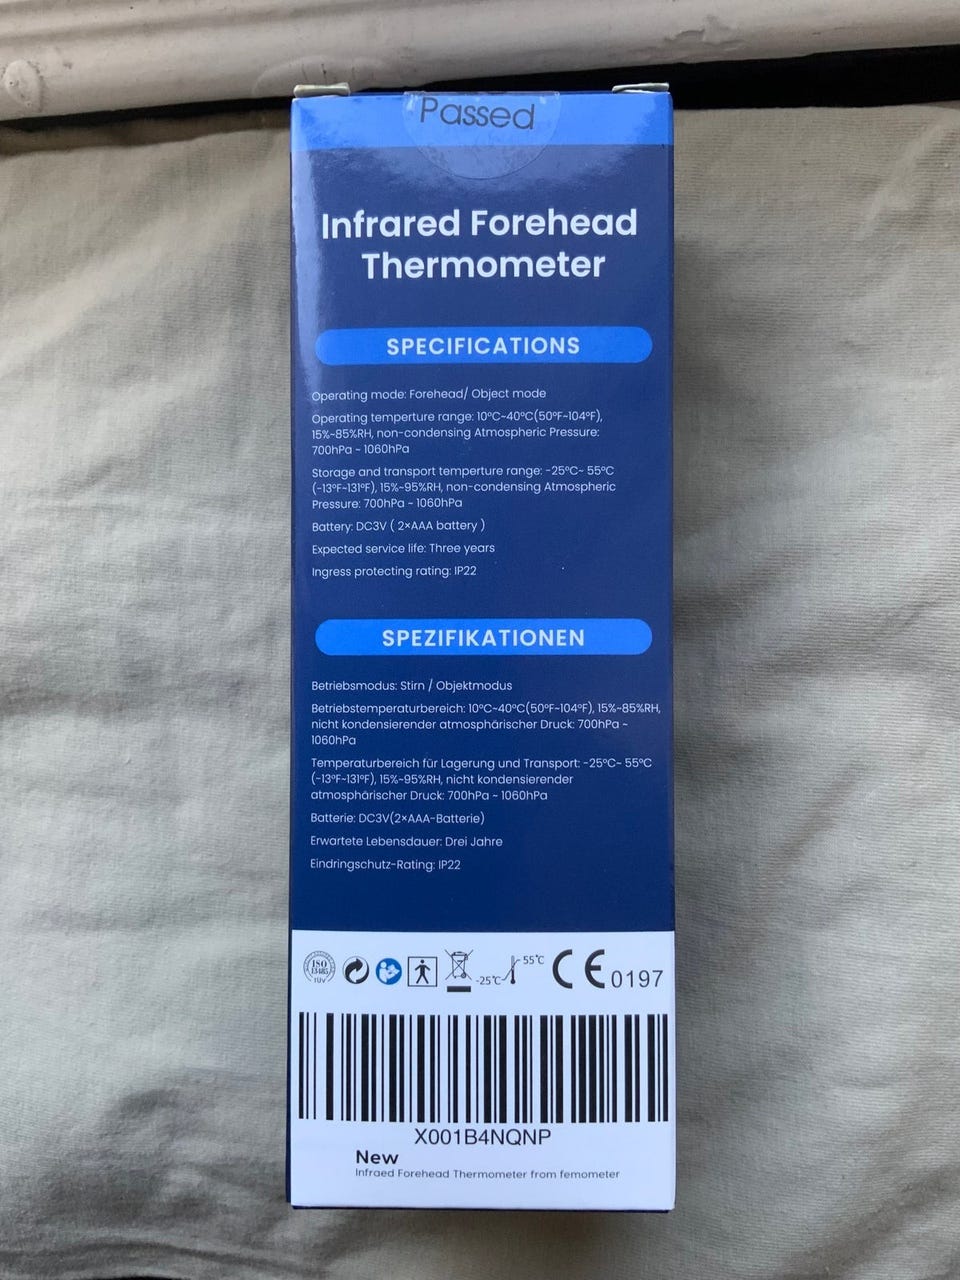 Passed
Infrared Forehead
Thermometer
SPECIFICATIONS
Operating mode: Forehead/ Object mode
Operating temperture range: 10°C~40°C(50°F~104°F),
15%~85%RH, non-condensing Atmospheric Pressure:
700hPa ~ 1060hPa
Storage and transport temperture range: -25°C~ 55°C
(-13°F~131°F), 15%~95%RH, non-condensing Atmospheric
Pressure: 700hPa ~ 1060hPa
Battery: DC3V ( 2×AAA battery )
Expected service life: Three years
Ingress protecting rating: IP22
SPEZIFIKATIONEN
Betriebsmodus: Stirn / Objektmodus
Betriebstemperaturbereich: 10°C~40°C(50°F~104°F), 15%~85%RH,
nicht kondensierender atmosphärischer Druck: 700hPa ~
1060hPa
Temperaturbereich für Lagerung und Transport: -25°C~ 55°C
(-13°F~131°F), 15%~95%RH, nicht kondensierender
atmosphärischer Druck: 700hPa ~ 1060hPa
Batterie: DC3V(2×AAA-Batterie)
Erwartete Lebensdauer: Drei Jahre
Eindringschutz-Rating: IP22
ISO
13485
TÜV
-25°C
55°C
CE 0197
X001B4NQNP
New
Infraed Forehead Thermometer from femometer